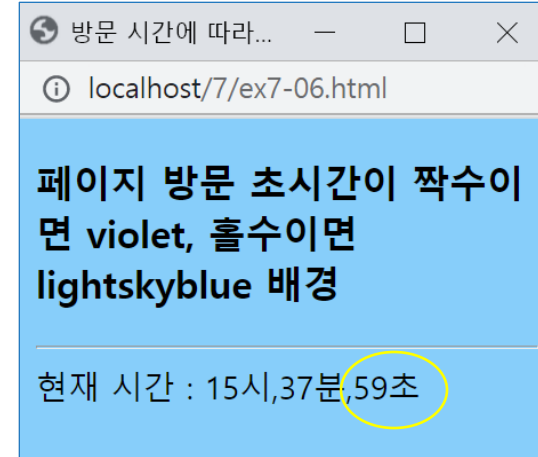 방문 시간에 따라...
localhost/7/ex7-06.html
페이지 방문 초시간이 짝수이
면 violet, 홀수이면
lightskyblue 배경
현재 시간 : 15시,37분,59초